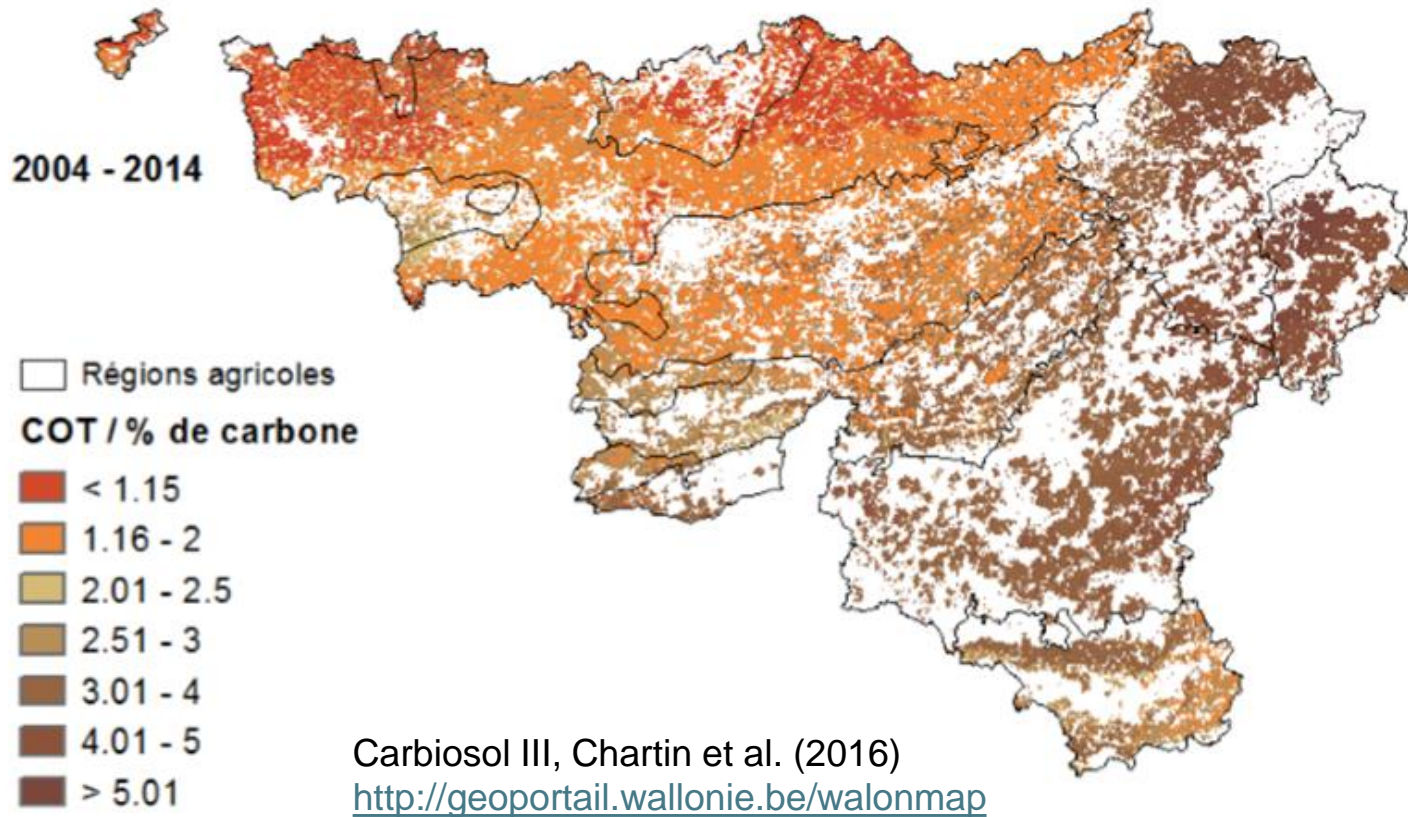 2004 - 2014
Régions agricoles
COT / % de carbone
< 1.15
1.16 - 2
2.01 - 2.5
2.51 - 3
3.01 - 4
4.01 - 5
> 5.01
Carbiosol III, Chartin et al. (2016)
http://geoportail.wallonie.be/walonmap